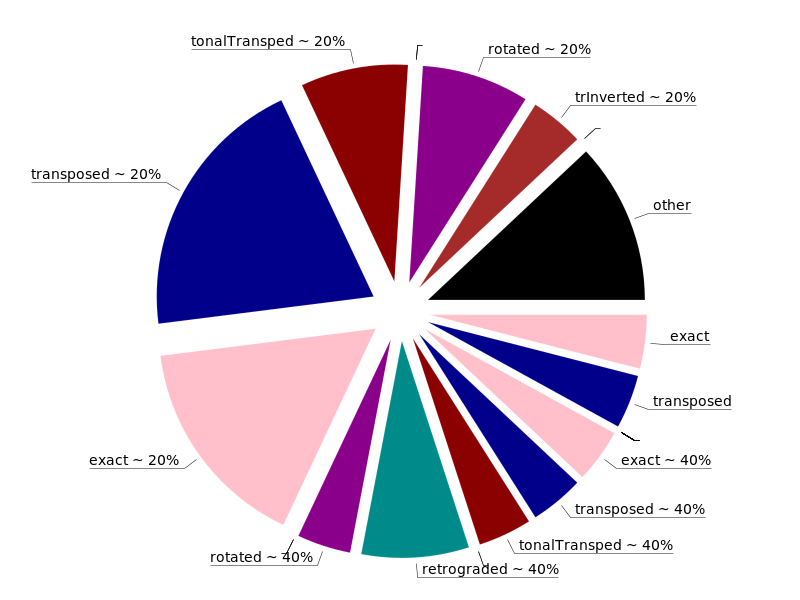 tonalTransped ~ 20%
rotated ~ 20%
trInverted ~ 20%
transposed ~ 20%
other
exact
transposed
exact ~ 20%
exact ~ 40%
transposed ~ 40%
tonalTransped ~ 40%
rotated ~ 40%
retrograded ~ 40%